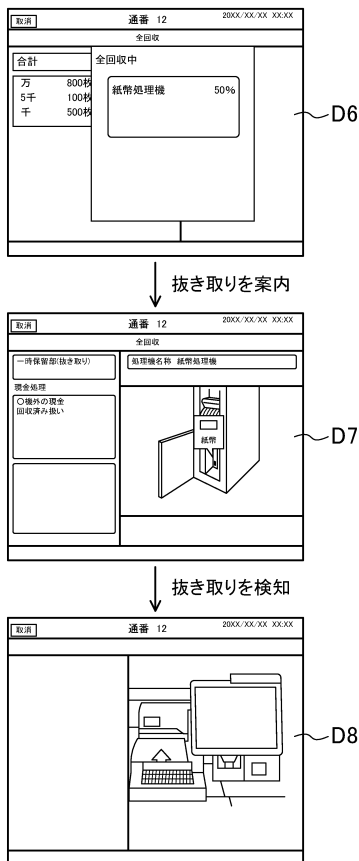 取消
通番 12
20XX/XX/XX XX:XX
全回収
合計
万 800枚
5千 100枚
千 500枚
全回収中
紙幣処理機 50%
D6
抜き取りを案内
取消
通番 12
20XX/XX/XX XX:XX
全回収
一時保留部(抜き取り)
処理機名称 紙幣処理機
現金処理
〇機外の現金
回収済み扱い
紙幣
D7
抜き取りを検知
取消
通番 12
20XX/XX/XX XX:XX
D8